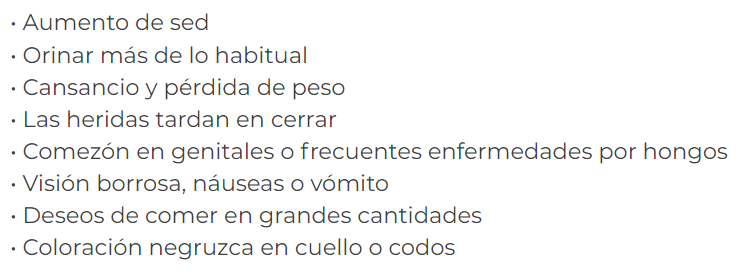 • Aumento de sed
• Orinar más de lo habitual
• Cansancio y pérdida de peso
• Las heridas tardan en cerrar
• Comezón en genitales o frecuentes enfermedades por hongos
• Visión borrosa, náuseas o vómito
• Deseos de comer en grandes cantidades
• Coloración negruzca en cuello o codos